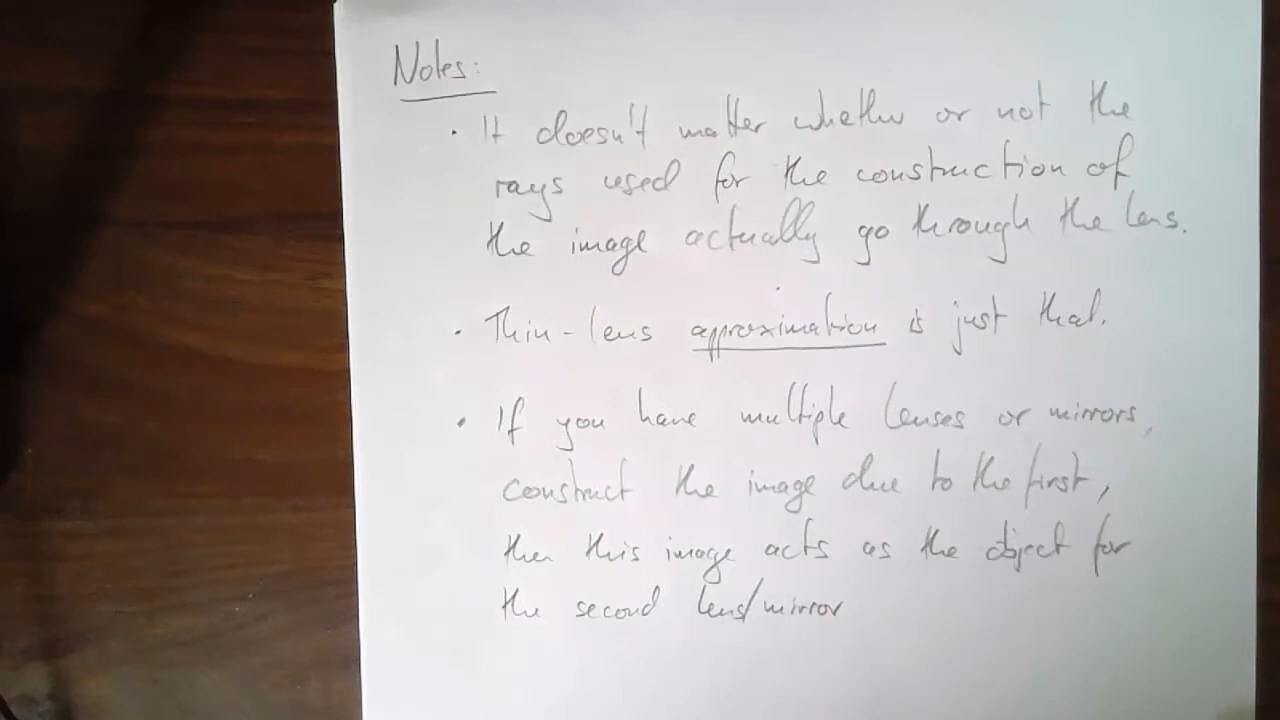 Notes:
· It doesn't matter whether or not the
rays used for the construction of
the image actually go through the lens.
· Thin-lens approximation is just that.
· If you have multiple lenses or mirrors,
construct the image due to the first,
then this image acts as the object for
the second lens/mirror